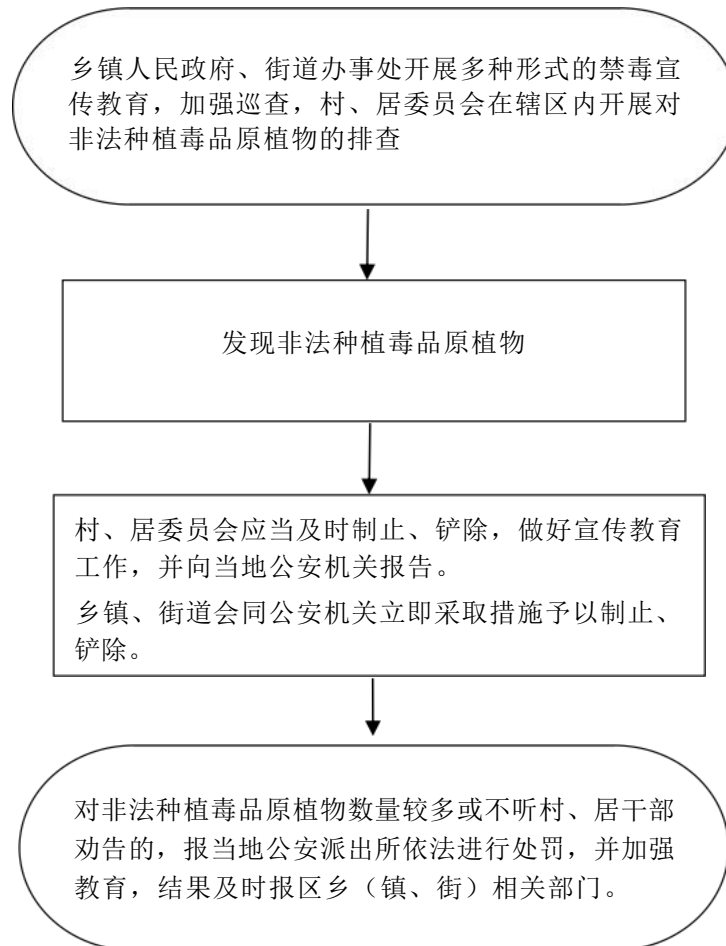 乡镇人民政府、街道办事处开展多种形式的禁毒宣
传教育，加强巡查，村、居委员会在辖区内开展对
非法种植毒品原植物的排查
发现非法种植毒品原植物
村、居委员会应当及时制止、铲除，做好宣传教育
工作，并向当地公安机关报告。
乡镇、街道会同公安机关立即采取措施予以制止、
铲除。
对非法种植毒品原植物数量较多或不听村、居干部
劝告的，报当地公安派出所依法进行处罚，并加强
教育，结果及时报区乡（镇、街）相关部门。